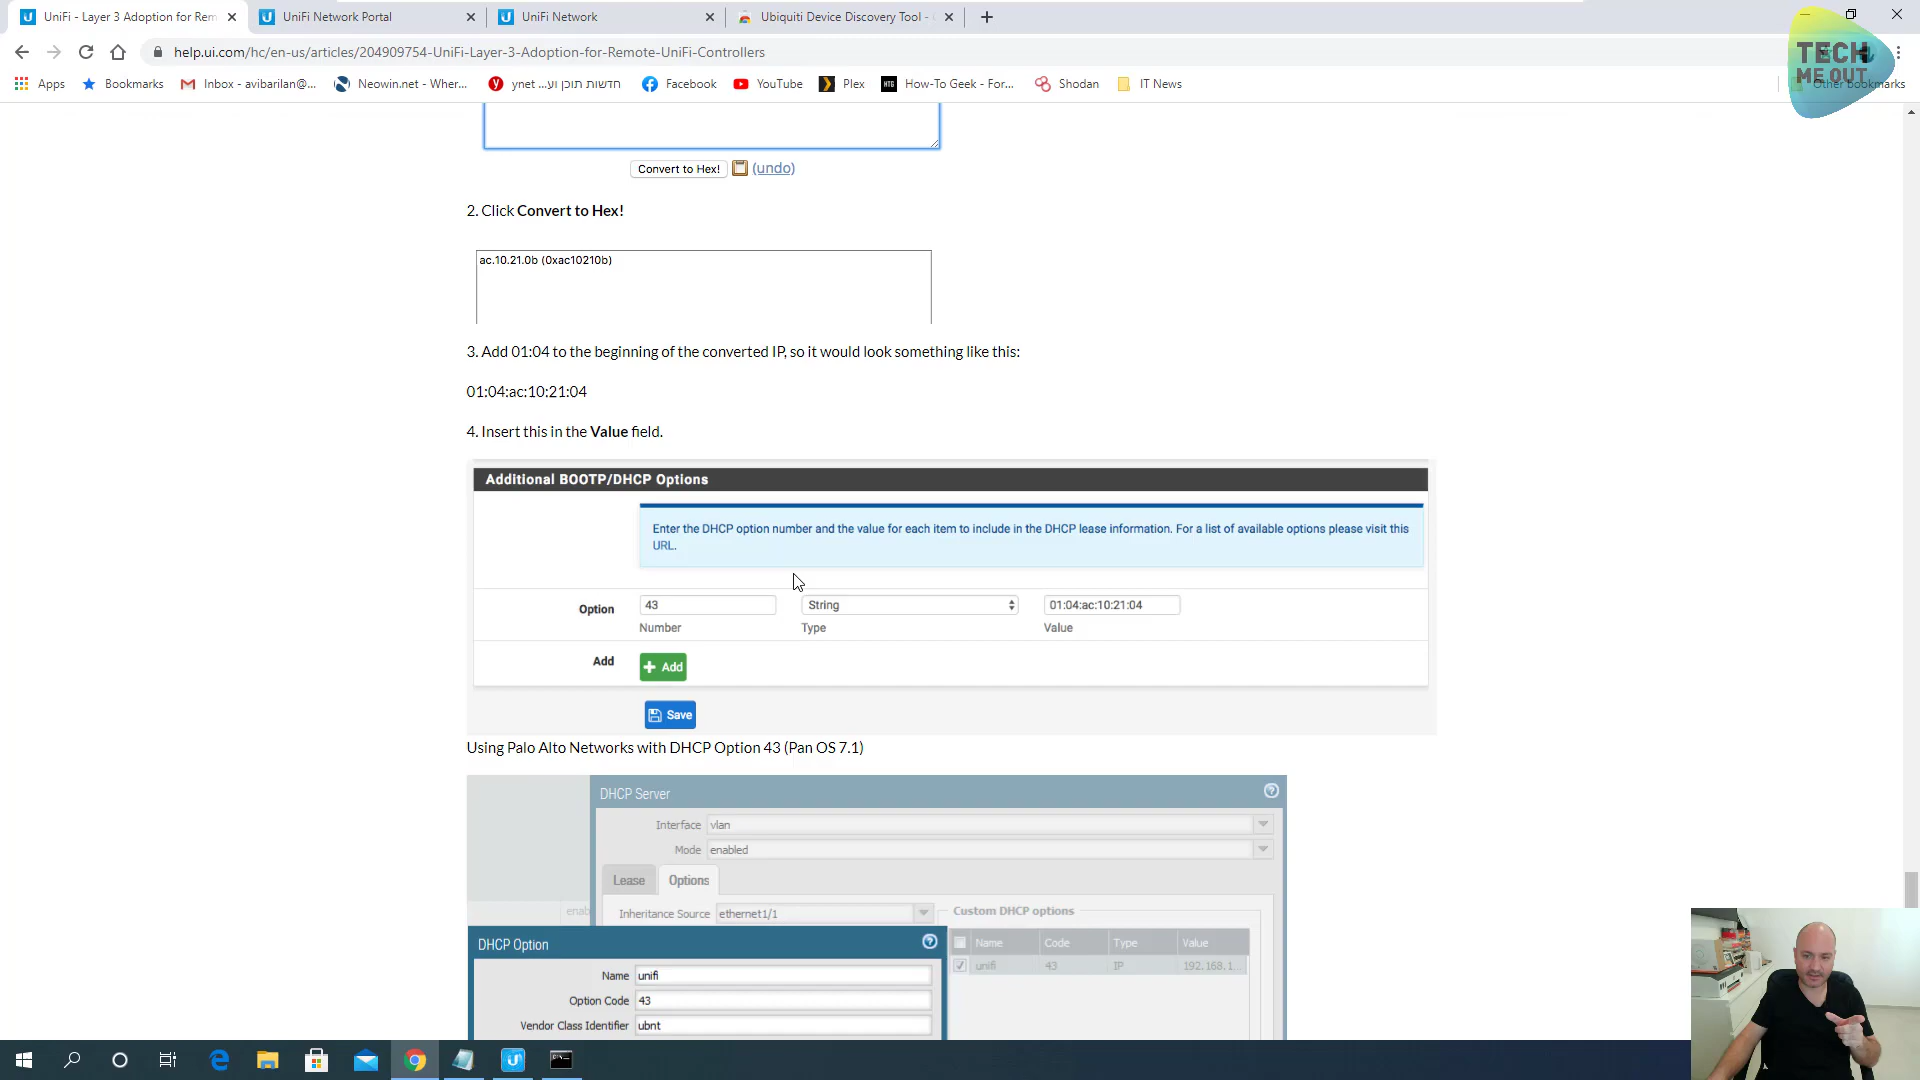 UniFi - Layer 3 Adoption for Rem
UniFi Network Portal
UniFi Network
Ubiquiti Device Discovery Tool -
help.ui.com/hc/en-us/articles/204909754-UniFi-Layer-3-Adoption-for-Remote-UniFi-Controllers
Apps
Bookmarks
Inbox - avibarilan@...
Neowin.net - Wher...
ynet חדשות תוכן וע...
Facebook
YouTube
Plex
How-To Geek - For...
Shodan
IT News
Other bookmarks
TECH
ME OUT
Convert to Hex!
(undo)
2. Click Convert to Hex!
ac.10.21.0b (0xac10210b)
3. Add 01:04 to the beginning of the converted IP, so it would look something like this:
01:04:ac:10:21:04
4. Insert this in the Value field.
Additional BOOTP/DHCP Options
Enter the DHCP option number and the value for each item to include in the DHCP lease information. For a list of available options please visit this
URL.
Option
43
String
01:04:ac:10:21:04
Number
Type
Value
Add
Add
Save
Using Palo Alto Networks with DHCP Option 43 (Pan OS 7.1)
DHCP Server
Interface
vlan
Mode
enabled
Lease
Options
Inheritance Source
ethernet1/1
Custom DHCP options
enab
Name
Code
Type
Value
unifi
43
IP
192.168.1...
DHCP Option
Name
unifi
Option Code
43
Vendor Class Identifier
ubnt